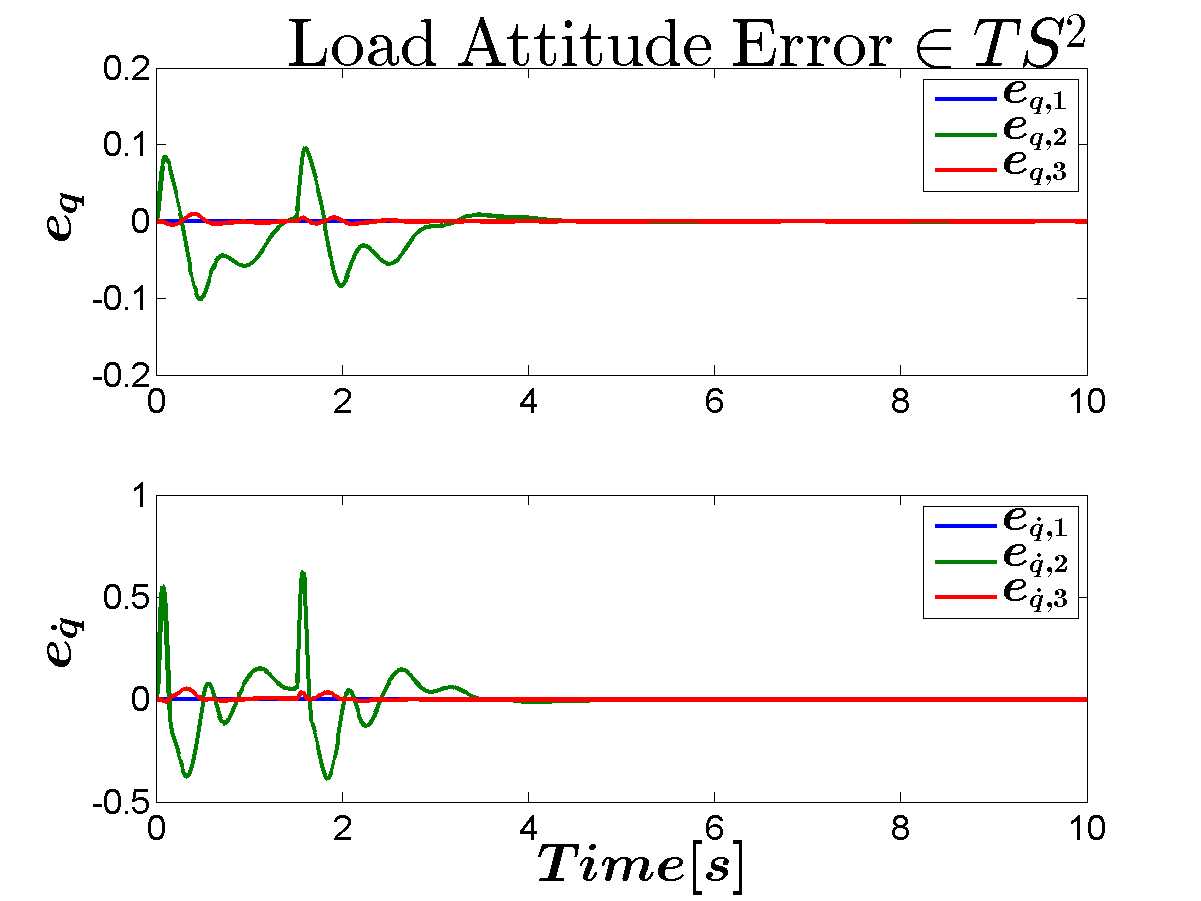 Load Attitude Error ∈ TS²
0.2
0.1
0
-0.1
-0.2
e_q
e_{q,1}
e_{q,2}
e_{q,3}
0 2 4 6 8 10
1
0.5
0
-0.5
e_{q̇}
e_{q̇,1}
e_{q̇,2}
e_{q̇,3}
0 2 4 6 8 10
Time[s]